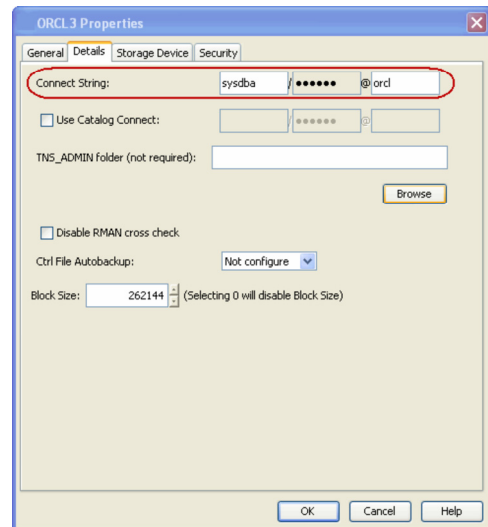 ORCL3 Properties
General Details Storage Device Security
Connect String: sysdba / •••••• @ orcl
Use Catalog Connect: / •••••• @
TNS_ADMIN folder (not required):
Browse
Disable RMAN cross check
Ctrl File Autobackup: Not configure
Block Size: 262144 (Selecting 0 will disable Block Size)
OK Cancel Help